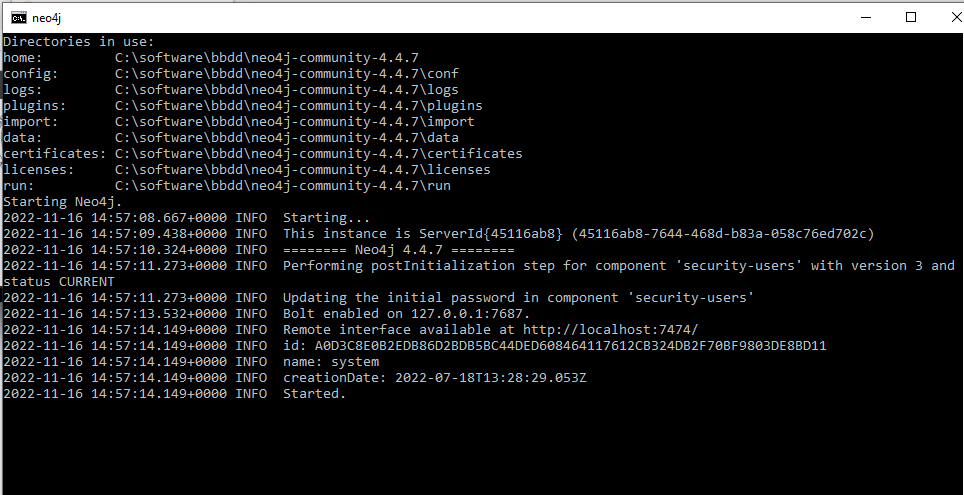 neo4j
Directories in use:
home:         C:\software\bbdd\neo4j-community-4.4.7
config:       C:\software\bbdd\neo4j-community-4.4.7\conf
logs:         C:\software\bbdd\neo4j-community-4.4.7\logs
plugins:      C:\software\bbdd\neo4j-community-4.4.7\plugins
import:       C:\software\bbdd\neo4j-community-4.4.7\import
data:         C:\software\bbdd\neo4j-community-4.4.7\data
certificates: C:\software\bbdd\neo4j-community-4.4.7\certificates
licenses:     C:\software\bbdd\neo4j-community-4.4.7\licenses
run:          C:\software\bbdd\neo4j-community-4.4.7\run
Starting Neo4j.
2022-11-16 14:57:08.667+0000 INFO  Starting...
2022-11-16 14:57:09.438+0000 INFO  This instance is ServerId{45116ab8} (45116ab8-7644-468d-b83a-058c76ed702c)
2022-11-16 14:57:10.324+0000 INFO  ======== Neo4j 4.4.7 ========
2022-11-16 14:57:11.273+0000 INFO  Performing postInitialization step for component 'security-users' with version 3 and
status CURRENT
2022-11-16 14:57:11.273+0000 INFO  Updating the initial password in component 'security-users'
2022-11-16 14:57:13.532+0000 INFO  Bolt enabled on 127.0.0.1:7687.
2022-11-16 14:57:14.149+0000 INFO  Remote interface available at http://localhost:7474/
2022-11-16 14:57:14.149+0000 INFO  id: A0D3C8E0B2EDB86D2BDB5BC44DED608464117612CB324DB2F70BF9803DE8BD11
2022-11-16 14:57:14.149+0000 INFO  name: system
2022-11-16 14:57:14.149+0000 INFO  creationDate: 2022-07-18T13:28:29.053Z
2022-11-16 14:57:14.149+0000 INFO  Started.